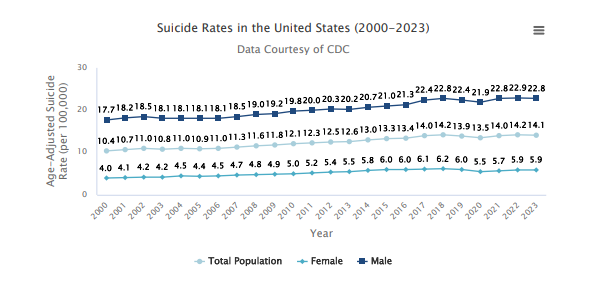 Suicide Rates in the United States (2000-2023)
Data Courtesy of CDC
Age-Adjusted Suicide
Rate (per 100,000)
30
20
10
0
17.7 18.2 18.5 18.1 18.1 18.1 18.1 18.5 19.0 19.2 19.8 20.0 20.3 20.2 20.7 21.0 21.3 22.4 22.8 22.4 21.9 22.8 22.9 22.8
10.4 10.7 11.0 10.8 11.0 10.9 11.0 11.3 11.6 11.8 12.1 12.3 12.5 12.6 13.0 13.3 13.4 14.0 14.2 13.9 13.5 14.0 14.2 14.1
4.0 4.1 4.2 4.2 4.5 4.4 4.5 4.7 4.8 4.9 5.0 5.2 5.4 5.5 5.8 6.0 6.0 6.1 6.2 6.0 5.5 5.7 5.9 5.9
2000 2001 2002 2003 2004 2005 2006 2007 2008 2009 2010 2011 2012 2013 2014 2015 2016 2017 2018 2019 2020 2021 2022 2023
Year
Total Population Female Male